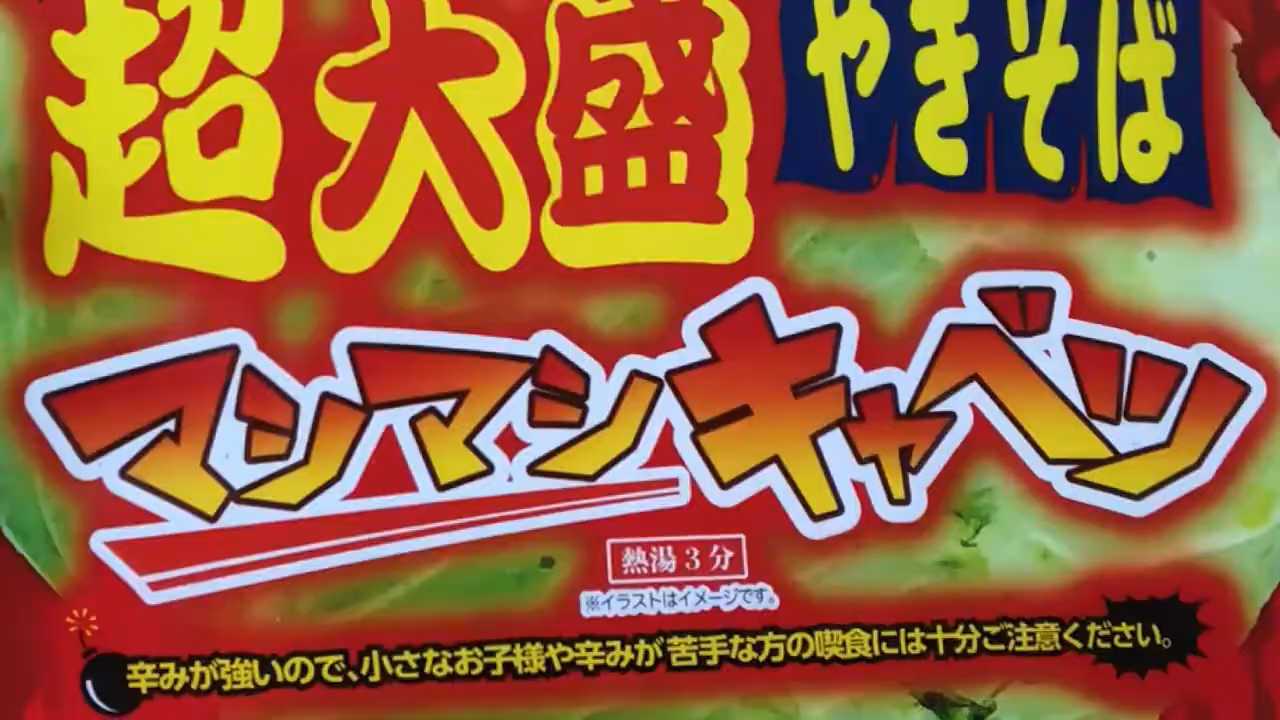 超大盛やきそば
マシマシキャベツ
熱湯3分
※イラストはイメージです。
辛みが強いので、小さなお子様や辛みが苦手な方の喫食には十分ご注意ください。